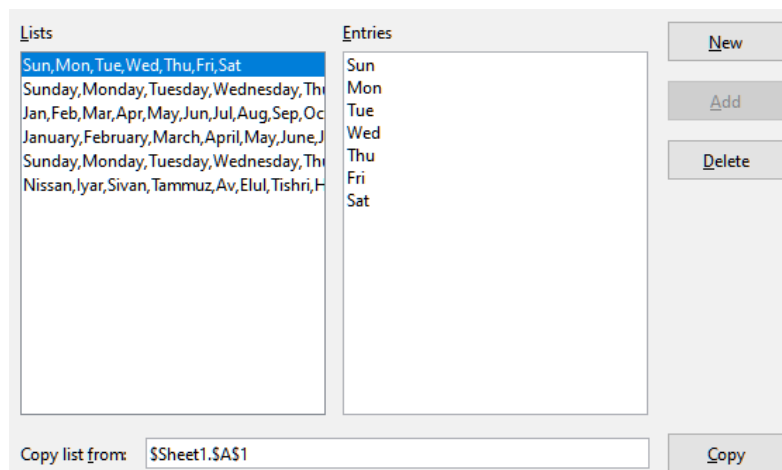 Lists
Entries
New
Sun,Mon,Tue,Wed,Thu,Fri,Sat
Sunday,Monday,Tuesday,Wednesday,Thu
Jan,Feb,Mar,Apr,May,Jun,Jul,Aug,Sep,Oc
January,February,March,April,May,June,J
Sunday,Monday,Tuesday,Wednesday,Thu
Nissan,Iyar,Sivan,Tammuz,Av,Elul,Tishri,H
Sun
Mon
Tue
Wed
Thu
Fri
Sat
Add
Delete
Copy list from:
$Sheet1.$A$1
Copy